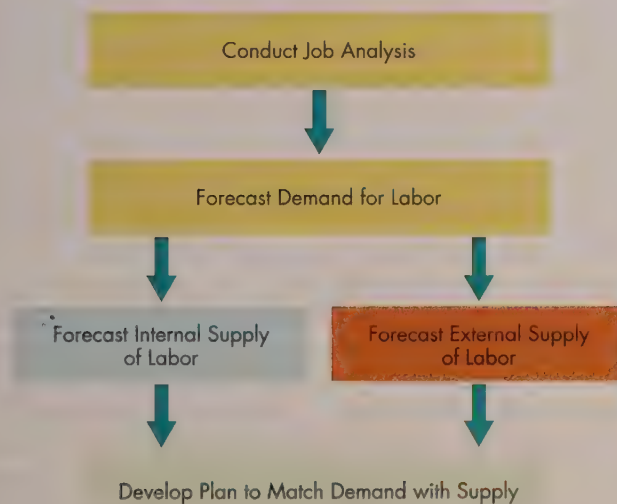 Conduct Job Analysis
Forecast Demand for Labor
Forecast Internal Supply
of Labor
Forecast External Supply
of Labor
Develop Plan to Match Demand with Supply